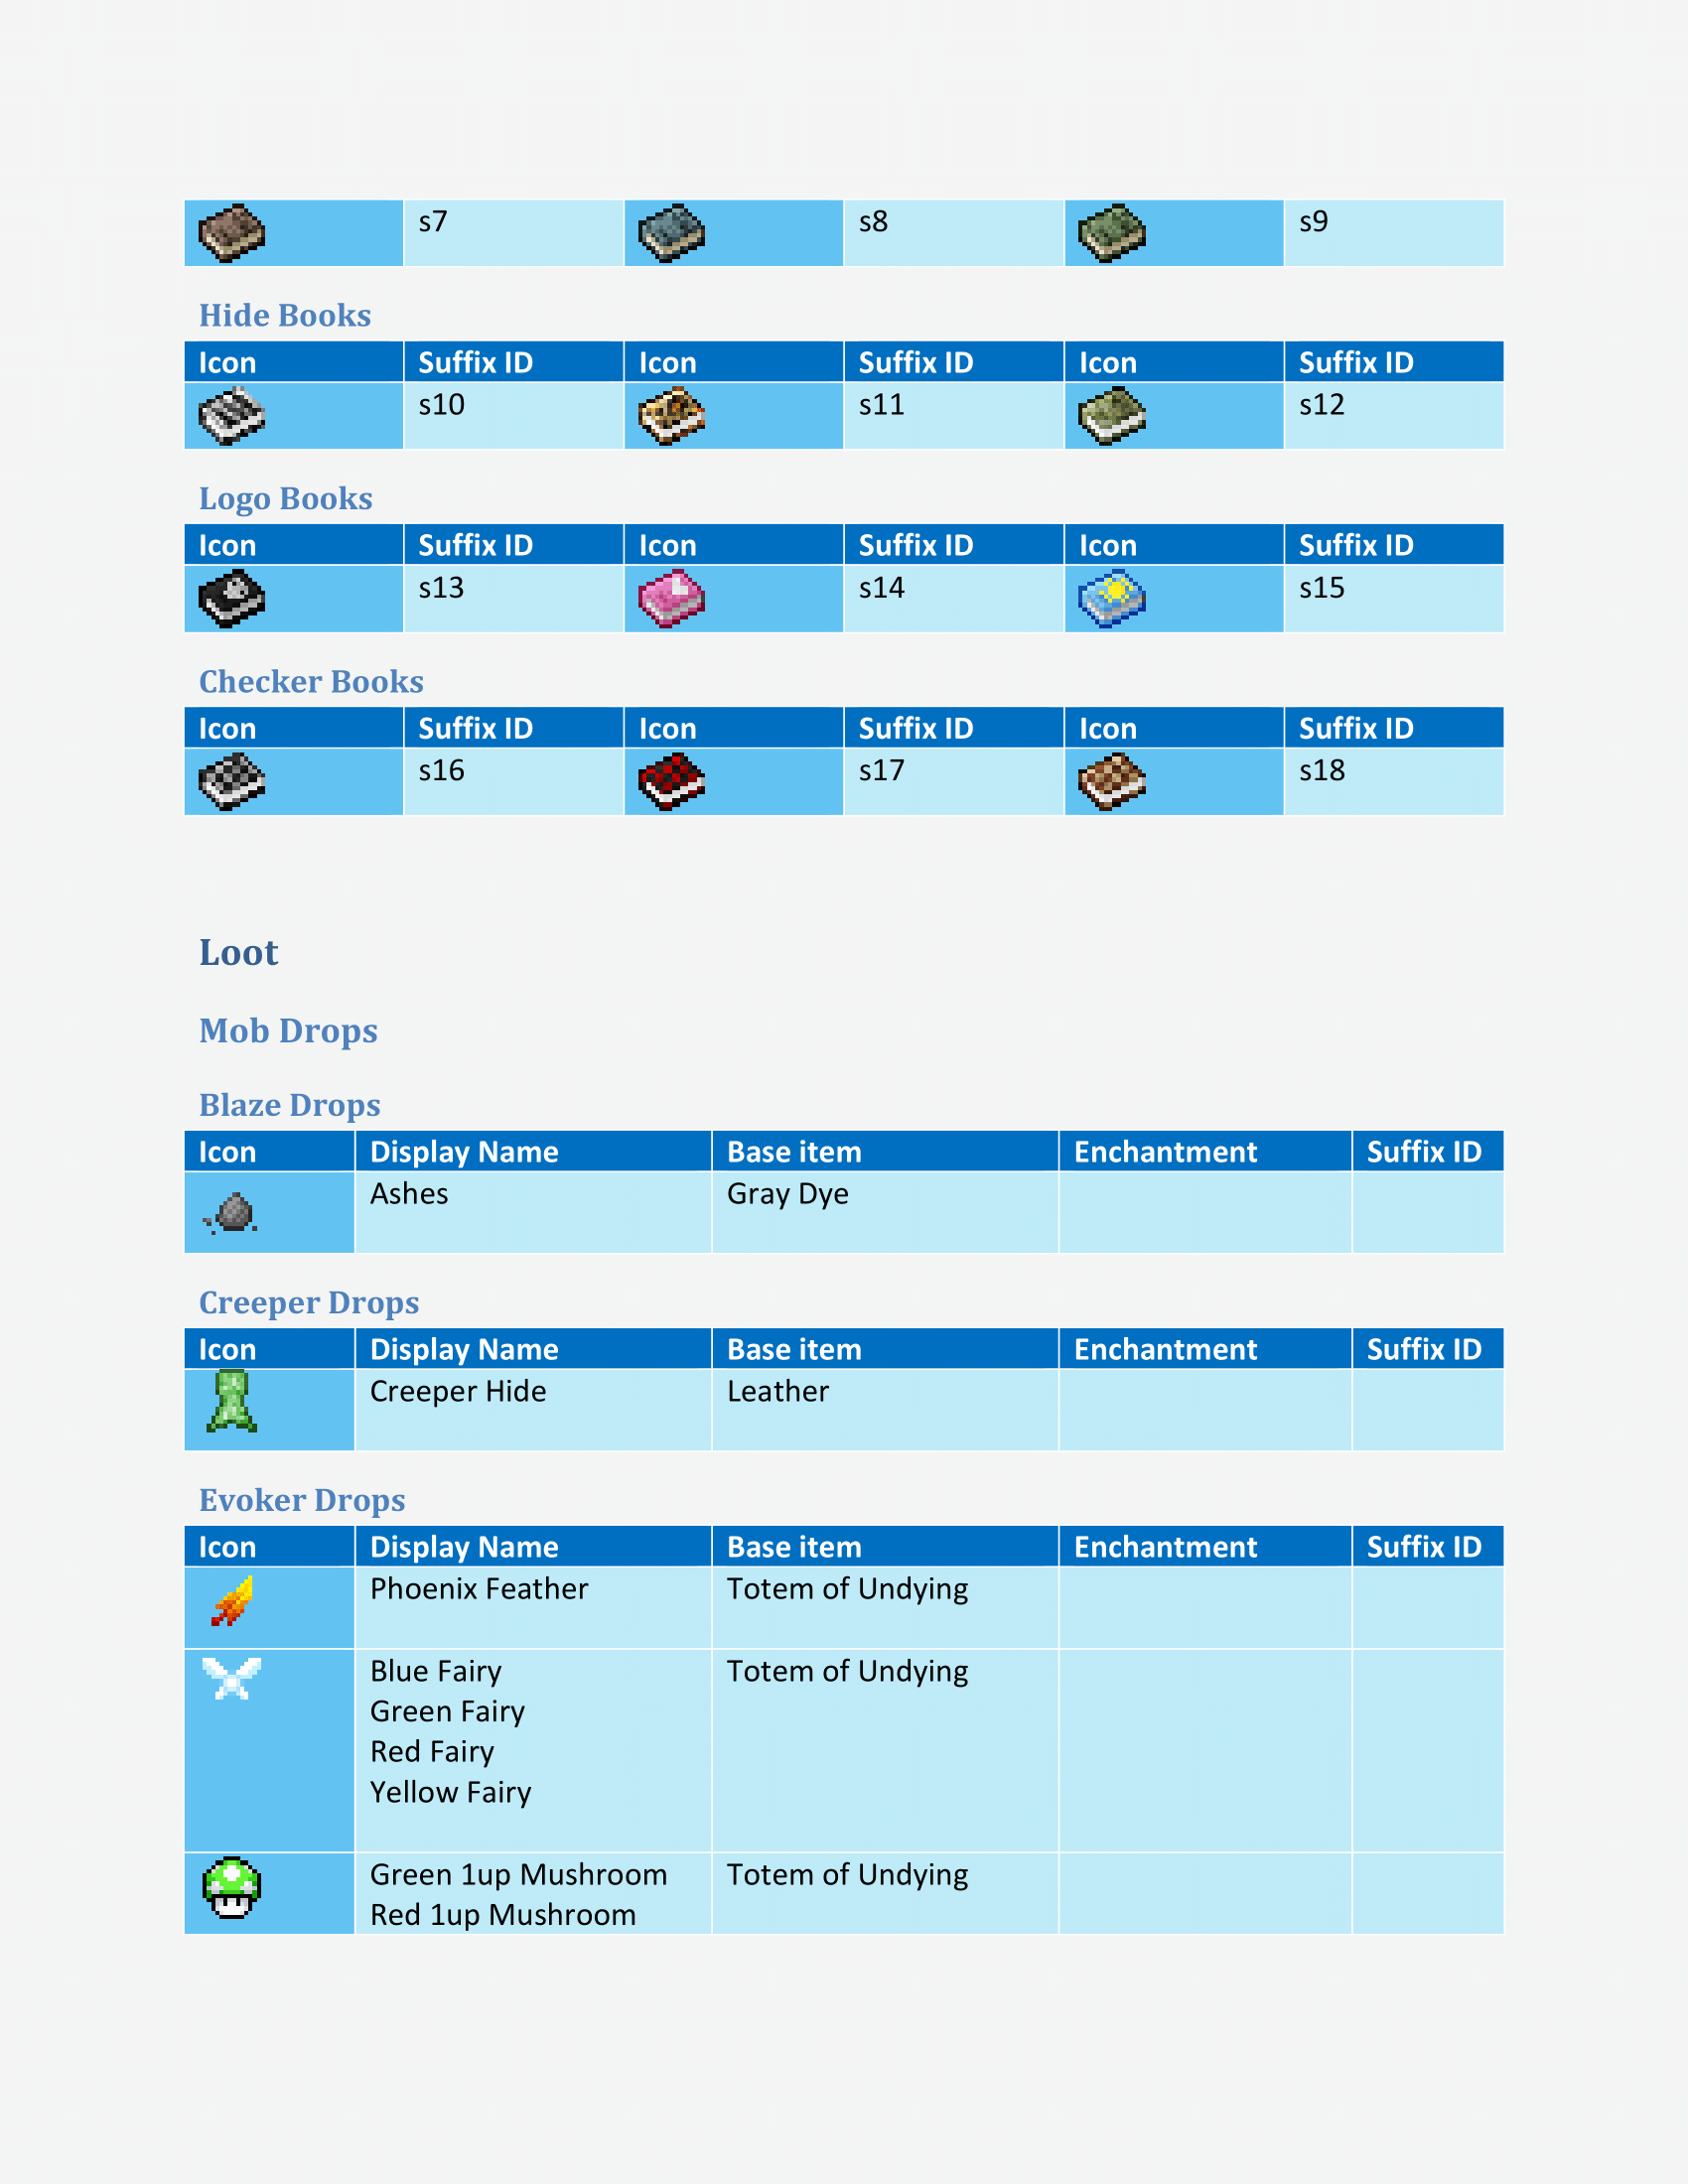 s7 s8 s9
Hide Books
Icon Suffix ID Icon Suffix ID Icon Suffix ID
s10 s11 s12
Logo Books
Icon Suffix ID Icon Suffix ID Icon Suffix ID
s13 s14 s15
Checker Books
Icon Suffix ID Icon Suffix ID Icon Suffix ID
s16 s17 s18
Loot
Mob Drops
Blaze Drops
Icon Display Name Base item Enchantment Suffix ID
Ashes Gray Dye
Creeper Drops
Icon Display Name Base item Enchantment Suffix ID
Creeper Hide Leather
Evoker Drops
Icon Display Name Base item Enchantment Suffix ID
Phoenix Feather Totem of Undying
Blue Fairy Totem of Undying
Green Fairy
Red Fairy
Yellow Fairy
Green 1up Mushroom Totem of Undying
Red 1up Mushroom